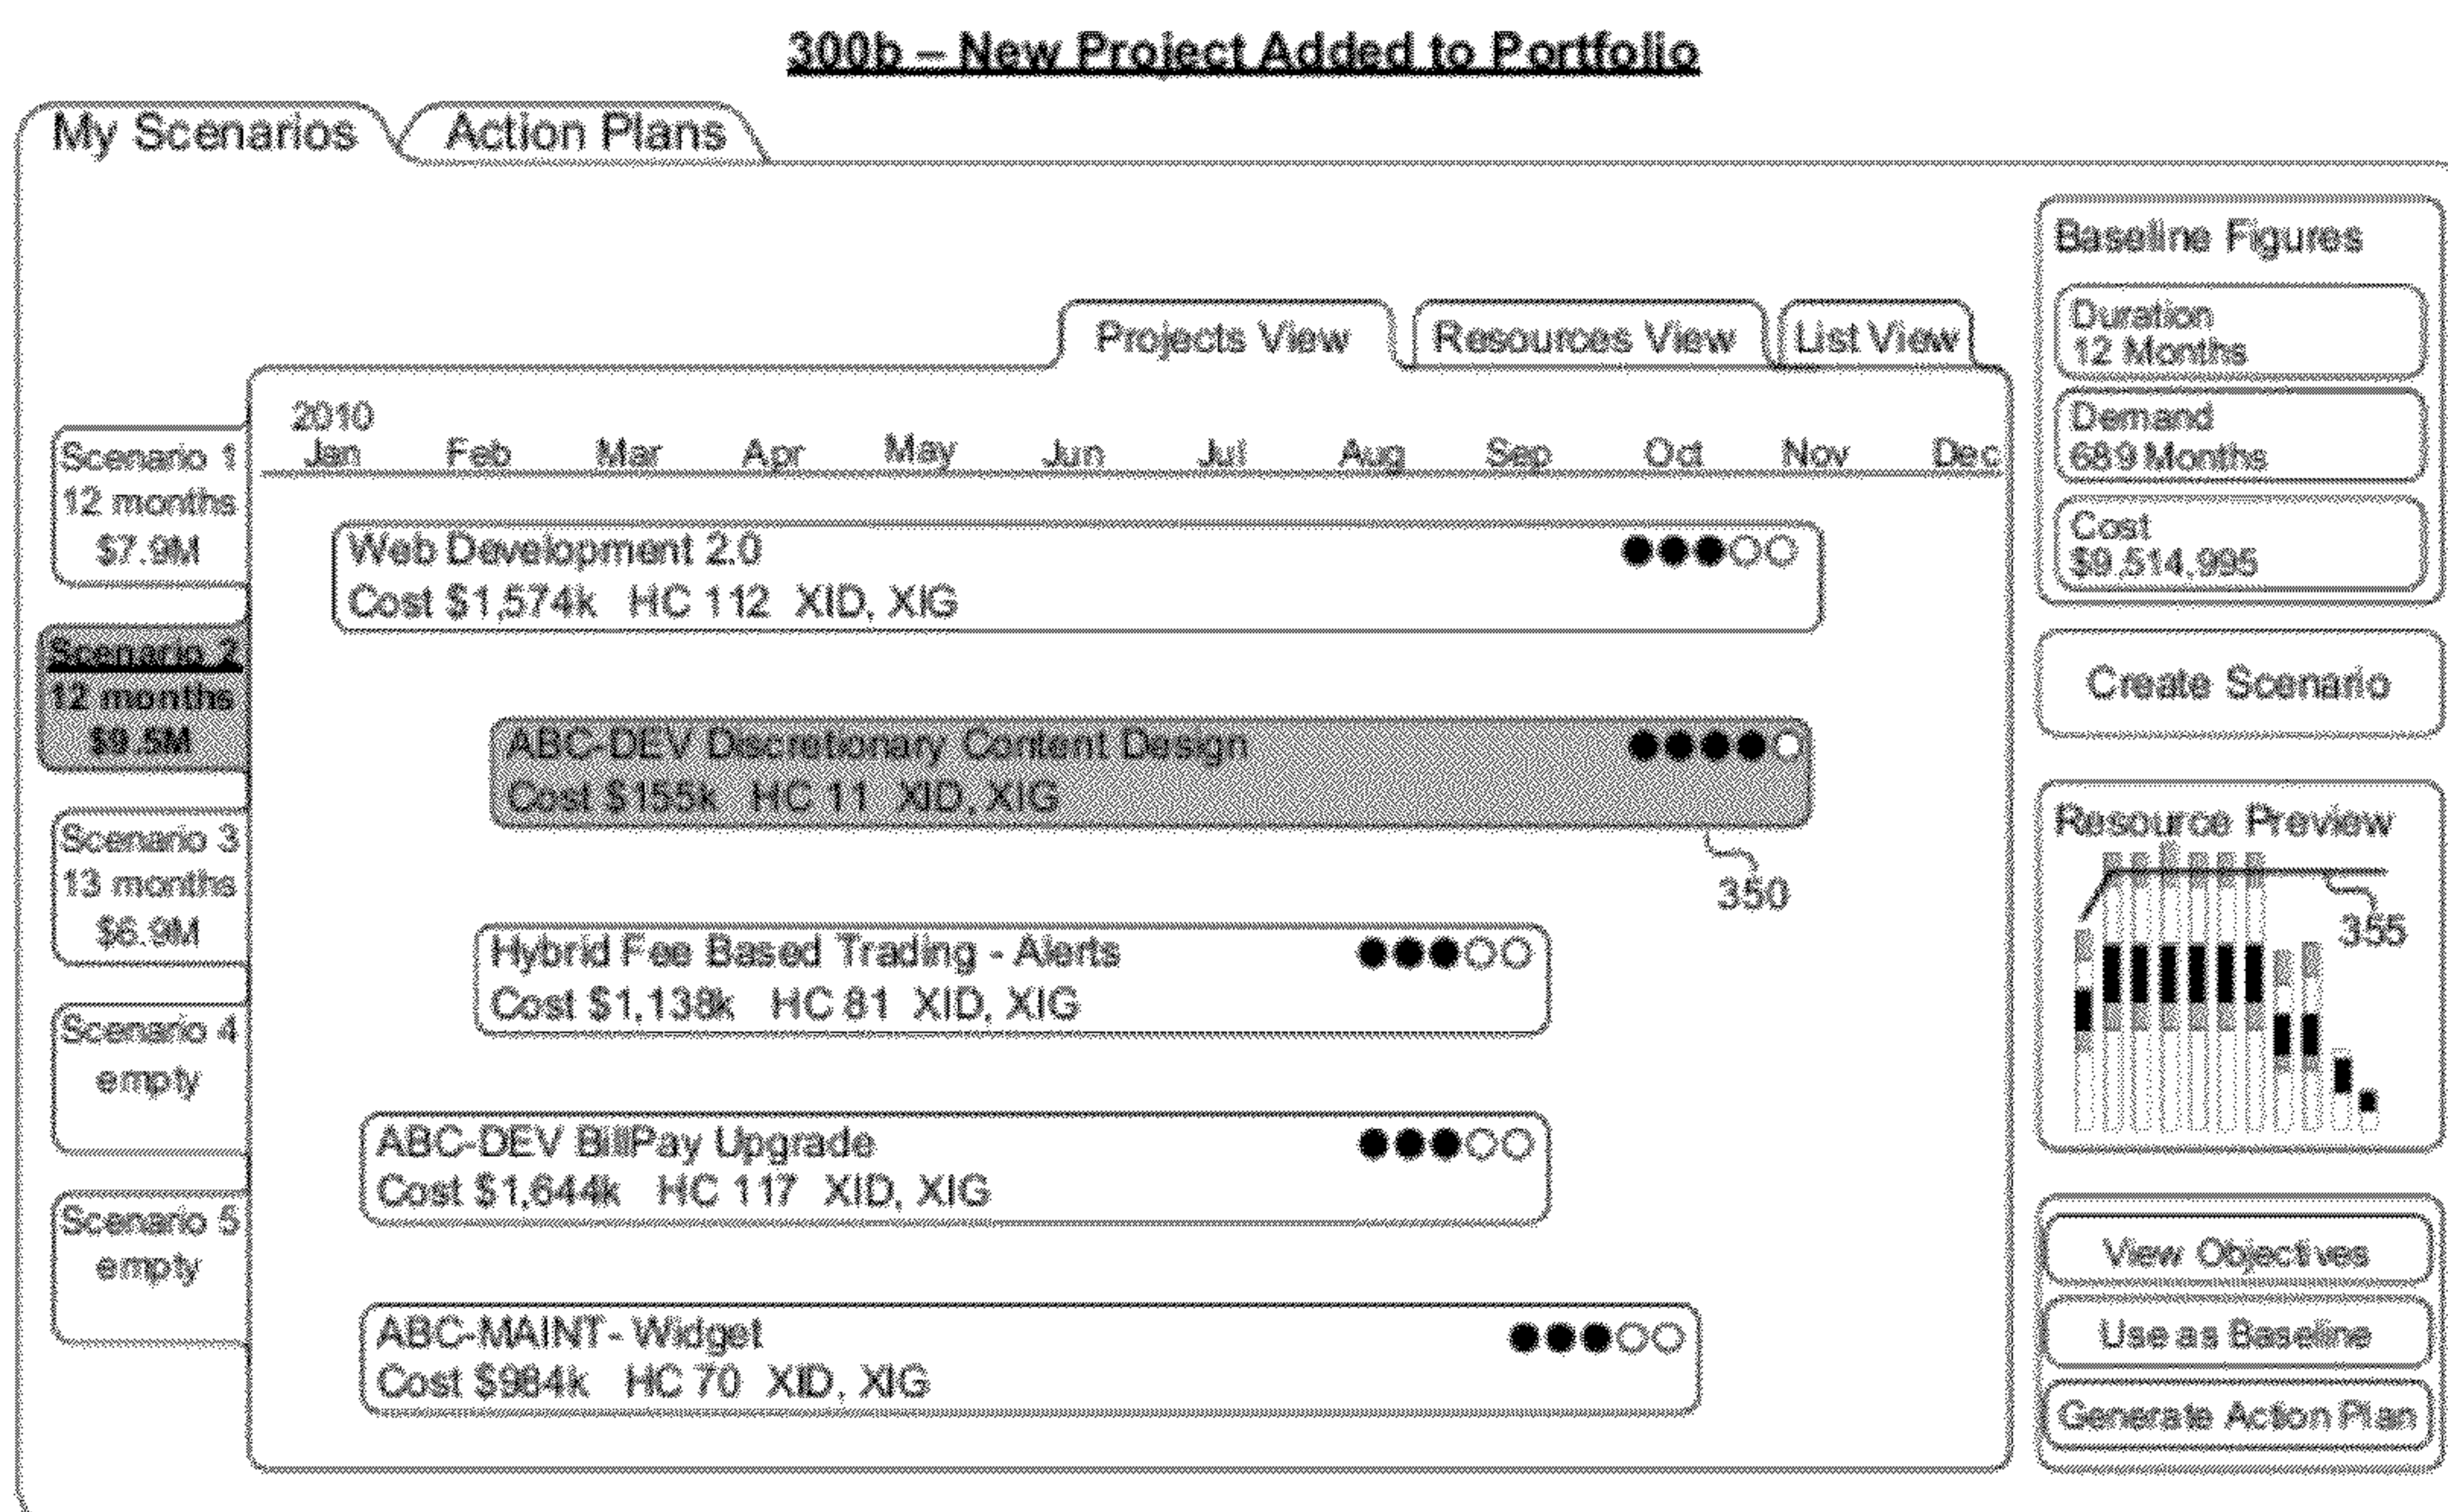 300b – New Project Added to Portfolio
My Scenarios
Action Plans
Projects View
Resources View
List View
2010
Jan Feb Mar Apr May Jun Jul Aug Sep Oct Nov Dec
Scenario 1
12 months
$7.9M
Scenario 2
12 months
$9.5M
Scenario 3
13 months
$6.9M
Scenario 4
empty
Scenario 5
empty
Web Development 2.0
Cost $1,574k HC 112 XID, XIG
ABC-DEV Discretionary Content Design
Cost $155k HC 11 XID, XIG
350
Hybrid Fee Based Trading - Alerts
Cost $1,138k HC 81 XID, XIG
ABC-DEV BillPay Upgrade
Cost $1,644k HC 117 XID, XIG
ABC-MAINT- Widget
Cost $984k HC 70 XID, XIG
Baseline Figures
Duration
12 Months
Demand
689 Months
Cost
$9,514,995
Create Scenario
Resource Preview
355
View Objectives
Use as Baseline
Generate Action Plan